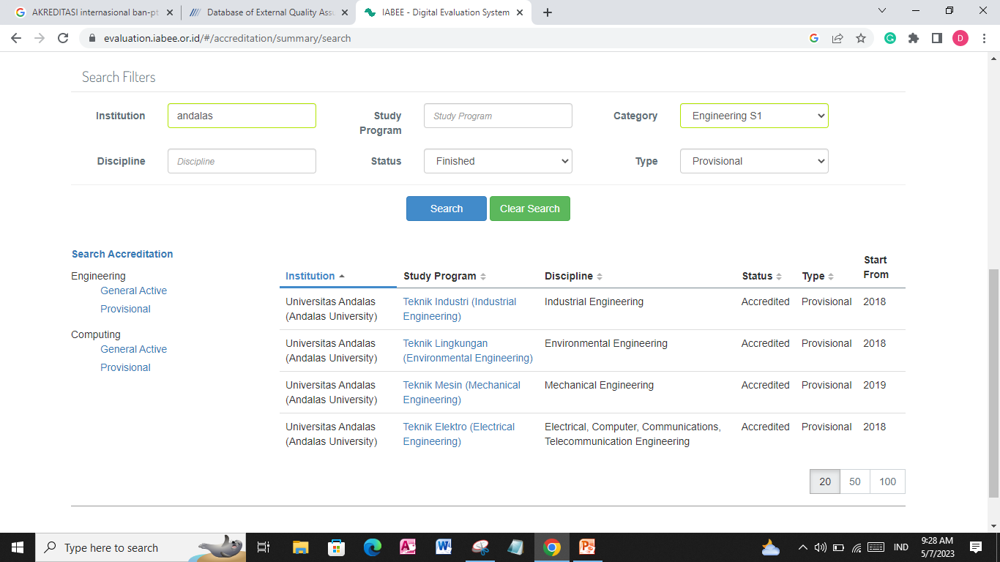 AKREDITASI internasional ban-pt
Database of External Quality Assu
IABEE - Digital Evaluation System
evaluation.iabee.or.id/#/accreditation/summary/search
D
Search Filters
Institution
andalas
Study Program
Study Program
Category
Engineering S1
Discipline
Discipline
Status
Finished
Type
Provisional
Search
Clear Search
Search Accreditation
Engineering
General Active
Provisional
Computing
General Active
Provisional
Institution Study Program Discipline Status Type Start From
Universitas Andalas Teknik Industri (Industrial Industrial Engineering Accredited Provisional 2018
(Andalas University) Engineering)
Universitas Andalas Teknik Lingkungan Environmental Engineering Accredited Provisional 2018
(Andalas University) (Environmental Engineering)
Universitas Andalas Teknik Mesin (Mechanical Mechanical Engineering Accredited Provisional 2019
(Andalas University) Engineering)
Universitas Andalas Teknik Elektro (Electrical Electrical, Computer, Communications, Accredited Provisional 2018
(Andalas University) Engineering) Telecommunication Engineering
20 50 100
Type here to search
IND
9:28 AM
5/7/2023